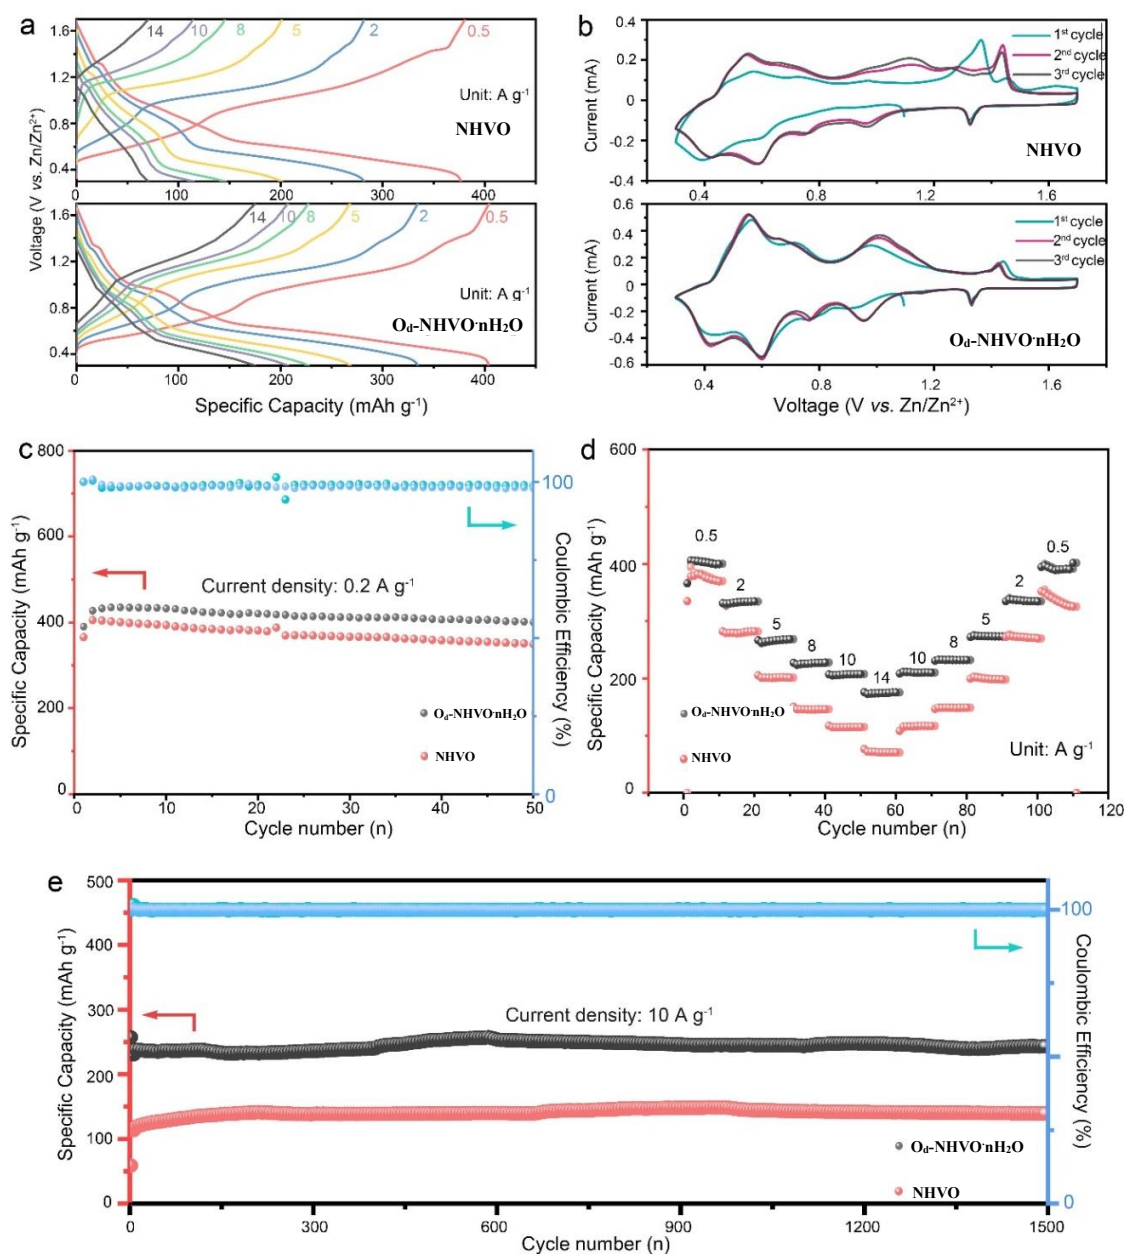 a
Voltage (V vs. Zn/Zn²⁺)
1.6
1.2
0.8
0.4
14 10 8 5 2 0.5
Unit: A g⁻¹
NHVO
0 100 200 300 400
1.6
1.2
0.8
0.4
14 10 8 5 2 0.5
Unit: A g⁻¹
Od-NHVO·nH₂O
0 100 200 300 400
Specific Capacity (mAh g⁻¹)
b
Current (mA)
0.4
0.2
0
-0.2
-0.4
1ˢᵗ cycle
2ⁿᵈ cycle
3ʳᵈ cycle
NHVO
0.4 0.8 1.2 1.6
Current (mA)
0.6
0.4
0.2
0
-0.2
-0.4
-0.6
1ˢᵗ cycle
2ⁿᵈ cycle
3ʳᵈ cycle
Od-NHVO·nH₂O
0.4 0.8 1.2 1.6
Voltage (V vs. Zn/Zn²⁺)
c
Specific Capacity (mAh g⁻¹)
800
600
400
200
0
Current density: 0.2 A g⁻¹
Od-NHVO·nH₂O
NHVO
100
0
Coulombic Efficiency (%)
0 10 20 30 40 50
Cycle number (n)
d
Specific Capacity (mAh g⁻¹)
600
400
200
0
0.5 2 5 8 10 14 10 8 5 2 0.5
Od-NHVO·nH₂O
NHVO
Unit: A g⁻¹
0 20 40 60 80 100 120
Cycle number (n)
e
Specific Capacity (mAh g⁻¹)
500
400
300
200
100
0
Current density: 10 A g⁻¹
Od-NHVO·nH₂O
NHVO
100
0
Coulombic Efficiency (%)
0 300 600 900 1200 1500
Cycle number (n)